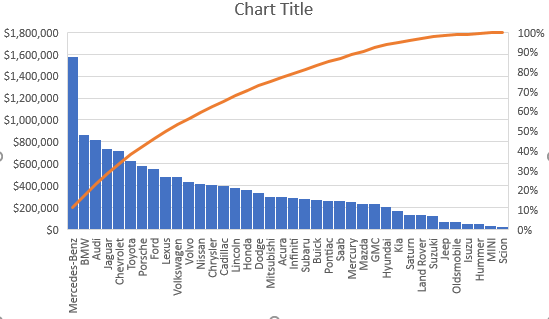 Chart Title
$1,800,000
$1,600,000
$1,400,000
$1,200,000
$1,000,000
$800,000
$600,000
$400,000
$200,000
$0
100%
90%
80%
70%
60%
50%
40%
30%
20%
10%
0%
Mercedes-Benz
BMW
Audi
Jaguar
Chevrolet
Toyota
Porsche
Ford
Lexus
Volkswagen
Volvo
Nissan
Chrysler
Cadillac
Lincoln
Honda
Dodge
Mitsubishi
Acura
Infiniti
Subaru
Buick
Pontiac
Saab
Mercury
Mazda
GMC
Hyundai
Kia
Saturn
Land Rover
Suzuki
Jeep
Oldsmobile
Isuzu
Hummer
MINI
Scion